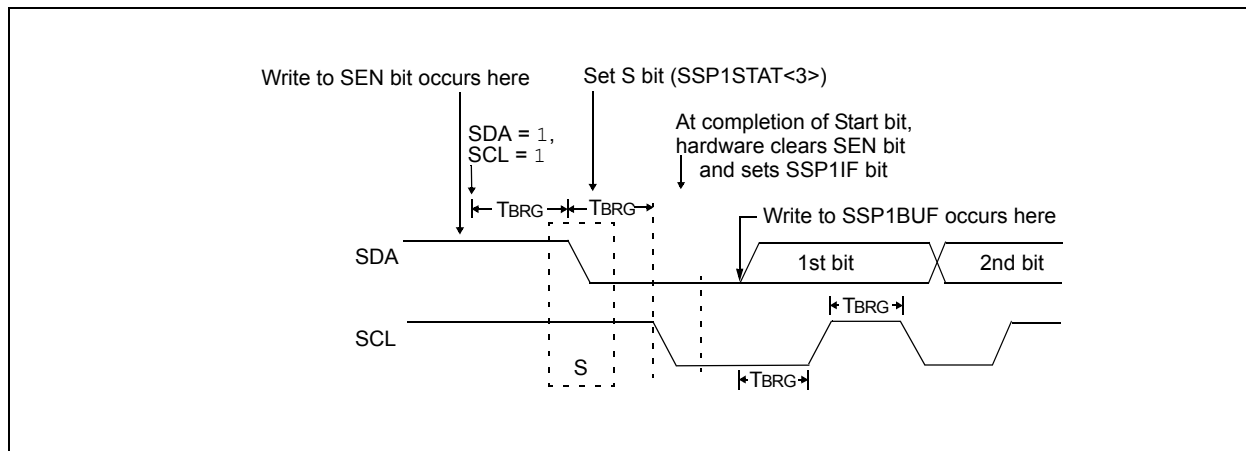 Write to SEN bit occurs here
Set S bit (SSP1STAT<3>)
SDA = 1,
SCL = 1
At completion of Start bit,
hardware clears SEN bit
and sets SSP1IF bit
TBRG
TBRG
Write to SSP1BUF occurs here
SDA
1st bit
2nd bit
TBRG
SCL
S
TBRG